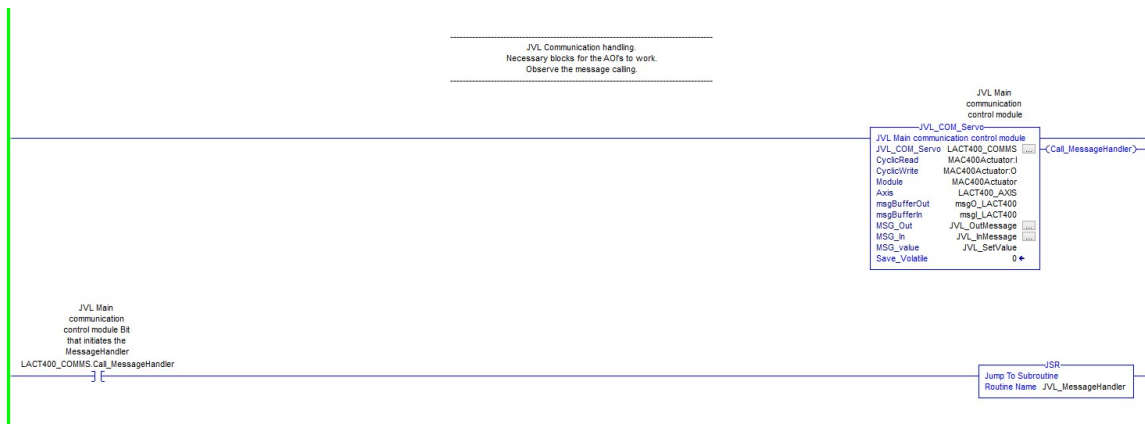 JVL Communication handling.
Necessary blocks for the AOI's to work.
Observe the message calling.
JVL Main
communication
control module
JVL_COM_Servo
JVL Main communication control module
JVL_COM_Servo LACT400_COMMS ...
(Call_MessageHandler)
CyclicRead MAC400Actuator:I
CyclicWrite MAC400Actuator:O
Module MAC400Actuator
Axis LACT400_AXIS
msgBufferOut msgO_LACT400
msgBufferIn msgI_LACT400
MSG_Out JVL_OutMessage ...
MSG_In JVL_InMessage ...
MSG_value JVL_SetValue
Save_Volatile 0
JVL Main
communication
control module Bit
that initiates the
MessageHandler
LACT400_COMMS.Call_MessageHandler
JSR
Jump To Subroutine
Routine Name JVL_MessageHandler